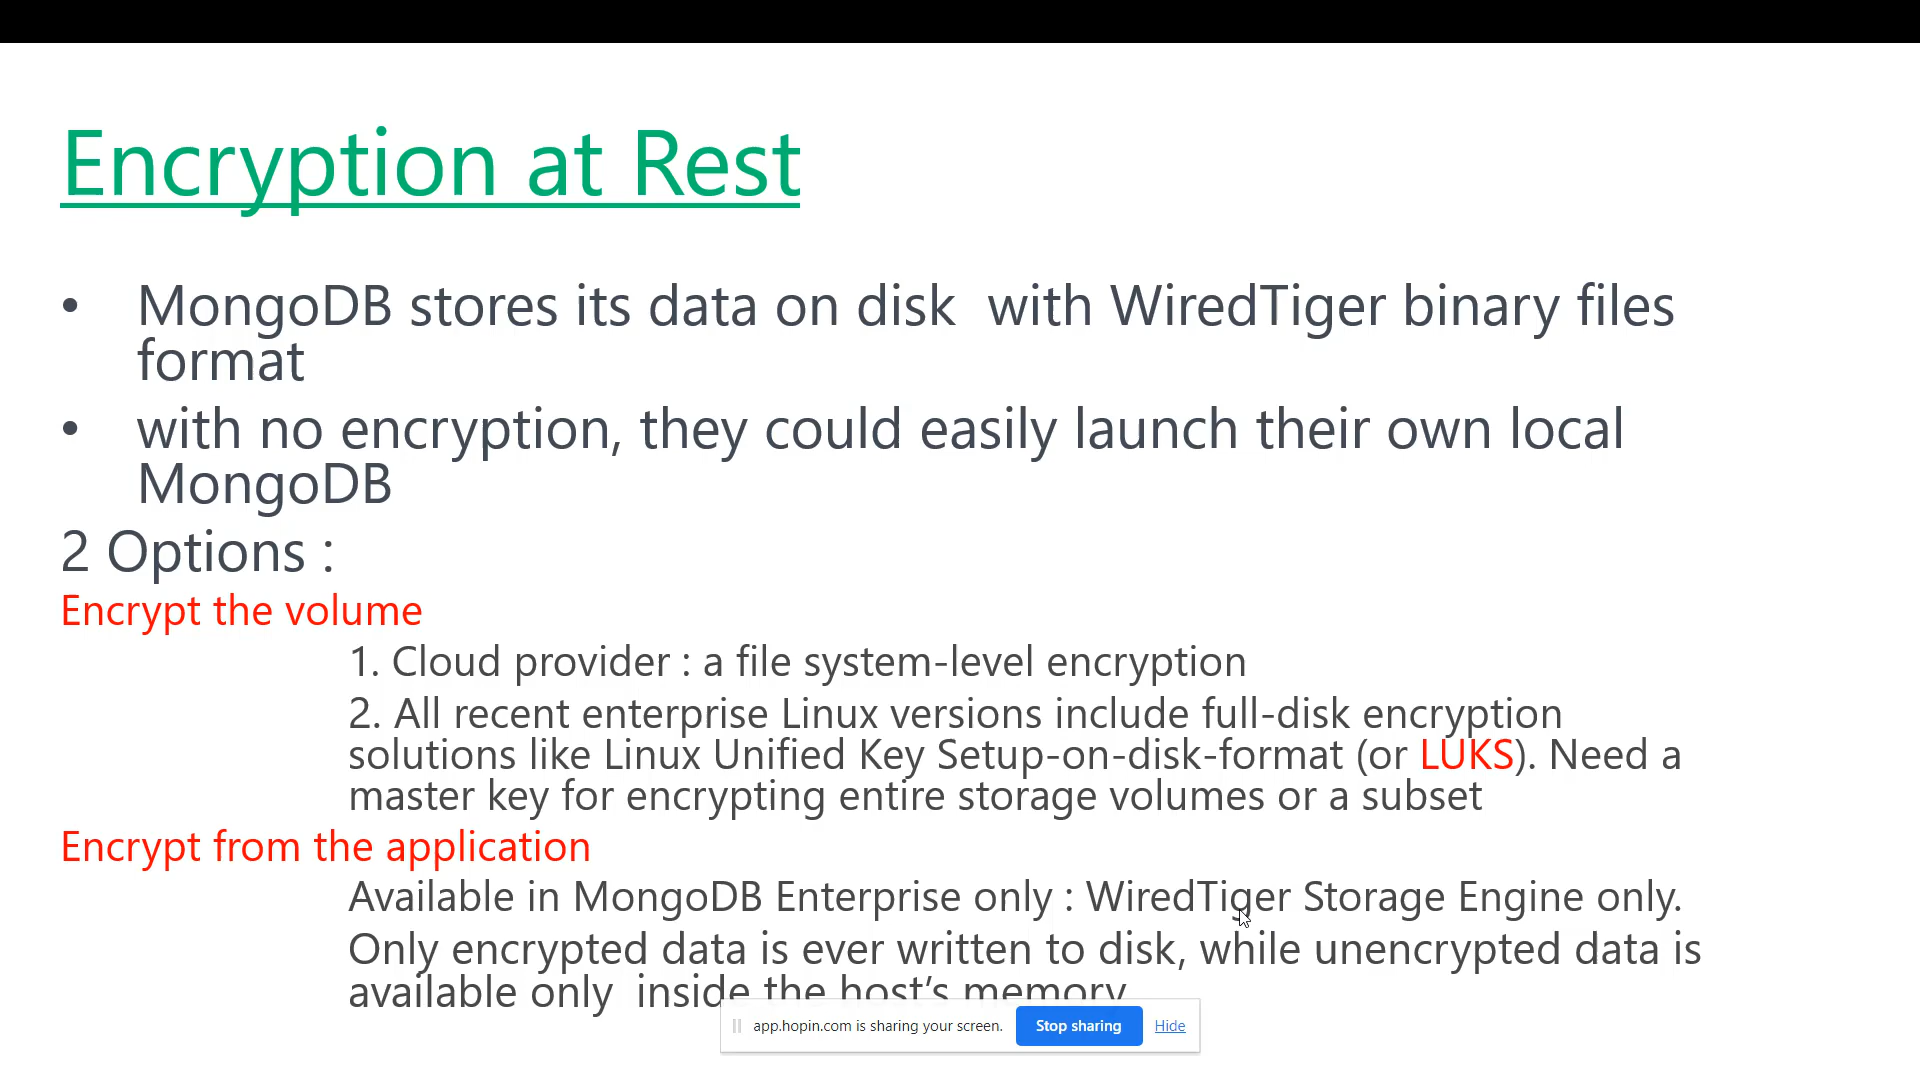 Encryption at Rest
• MongoDB stores its data on disk  with WiredTiger binary files
format
• with no encryption, they could easily launch their own local
MongoDB
2 Options :
Encrypt the volume
1. Cloud provider : a file system-level encryption
2. All recent enterprise Linux versions include full-disk encryption
solutions like Linux Unified Key Setup-on-disk-format (or LUKS). Need a
master key for encrypting entire storage volumes or a subset
Encrypt from the application
Available in MongoDB Enterprise only : WiredTiger Storage Engine only.
Only encrypted data is ever written to disk, while unencrypted data is
available only  inside the host’s memory
app.hopin.com is sharing your screen.
Stop sharing
Hide